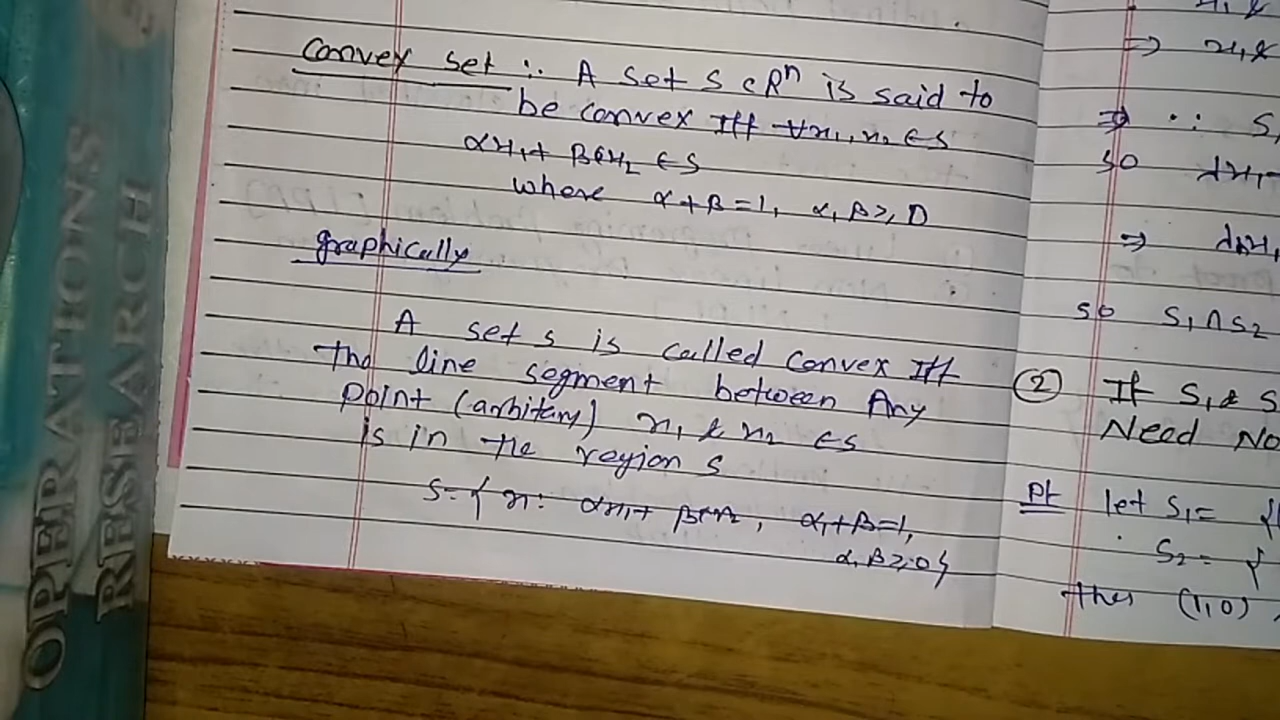 Convex set :. A set S ⊂ Rⁿ is said to
be convex Iff ∀ x₁, x₂ ∈ S
αx₁ + βx₂ ∈ S
where α + β = 1, α, β ≥, 0
graphically
A set s is called convex Iff
the line segment between Any
point (arbitary) x₁ & x₂ ∈ S
is in the region S
S = { x : αx₁ + βx₂, α₁ + β = 1,
α, β ≥, 0}
⇒ x₁ &
⇒ ∵ S,
so λx₁
⇒
so S₁ ∩ S₂
② If S₁ & S
Need No
Pf let S₁ = {
S₂ = {
then (1,0)
OPERATIONS
RESEARCH